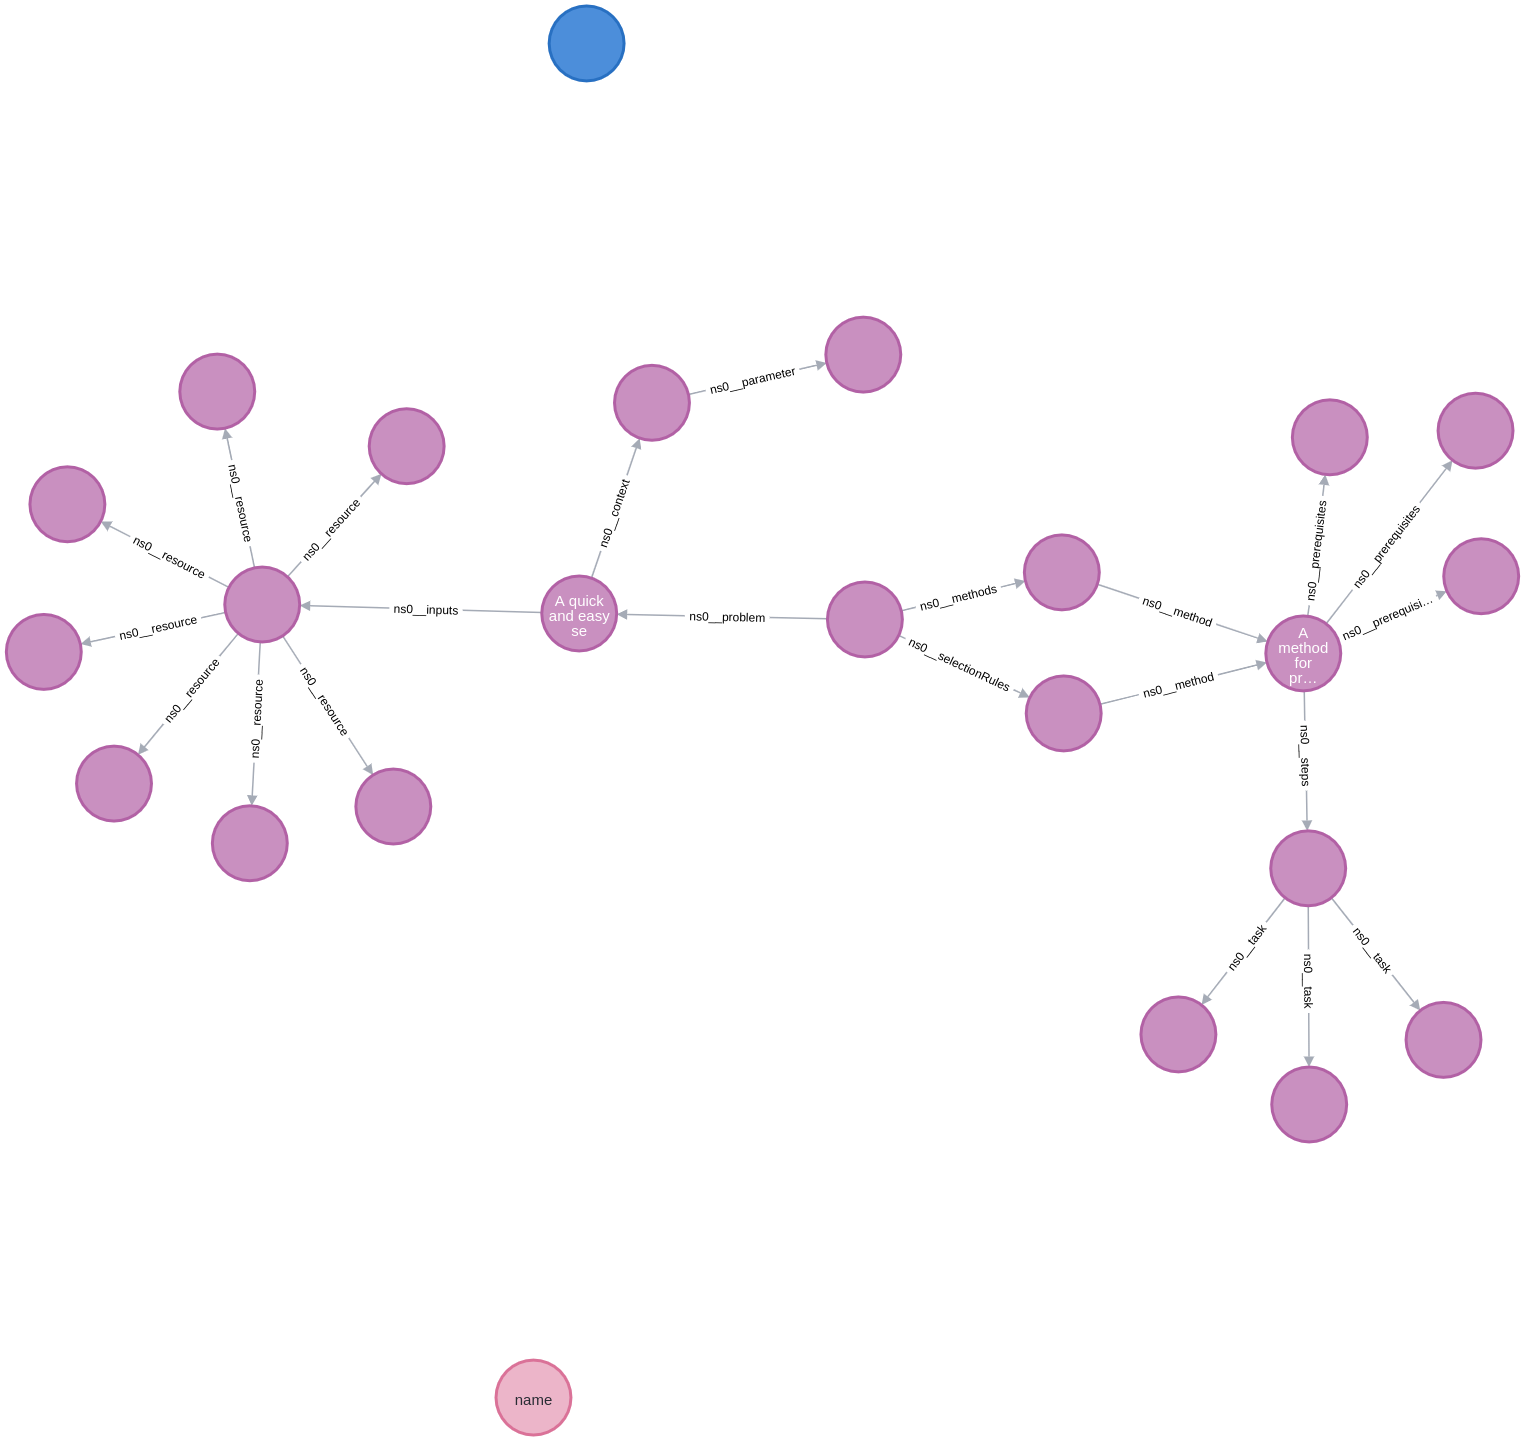 ns0__parameter
ns0__context
ns0__resource
ns0__resource
ns0__resource
ns0__resource
ns0__resource
ns0__resource
ns0__resource
ns0__inputs
A quick
and easy
se
ns0__problem
ns0__methods
ns0__selectionRules
ns0__method
ns0__method
ns0__prerequisites
ns0__prerequisites
ns0__prerequisi...
A
method
for
pr...
ns0__steps
ns0__task
ns0__task
ns0__task
name